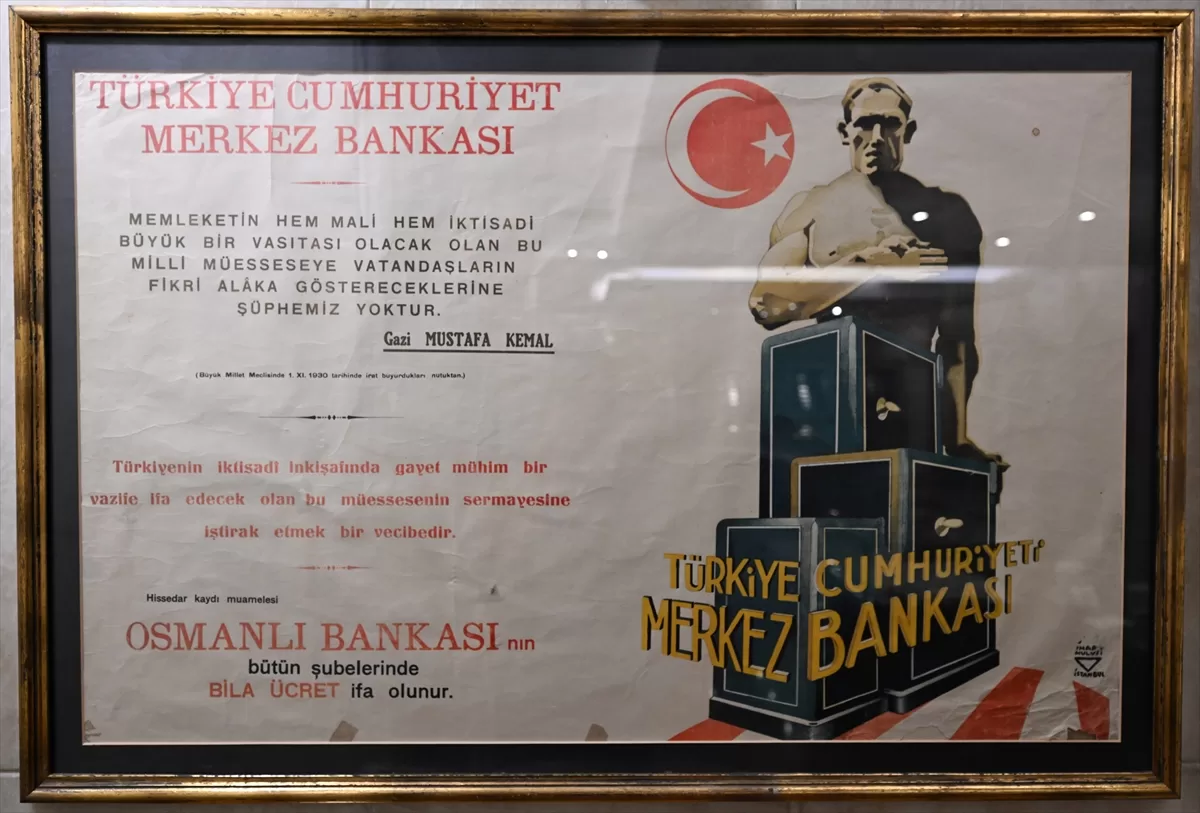 TÜRKİYE CUMHURİYET
MERKEZ BANKASI
MEMLEKETİN HEM MALİ HEM İKTİSADİ
BÜYÜK BİR VASITASI OLACAK OLAN BU
MİLLİ MÜESSESEYE VATANDAŞLARIN
FİKRİ ALÂKA GÖSTERECEKLERİNE
ŞÜPHEMİZ YOKTUR.
Gazi MUSTAFA KEMAL
(Büyük Millet Meclisinde 1. XI. 1930 tarihinde irat buyurdukları nutuktan.)
Türkiyenin iktisadi inkişafında gayet mühim bir
vazife ifa edecek olan bu müessesenin sermayesine
iştirak etmek bir vecibedir.
Hissedar kaydı muamelesi
OSMANLI BANKASI nın
bütün şubelerinde
BİLA ÜCRET ifa olunur.
TÜRKİYE CUMHURİYETİ
MERKEZ BANKASI
İSTANBUL